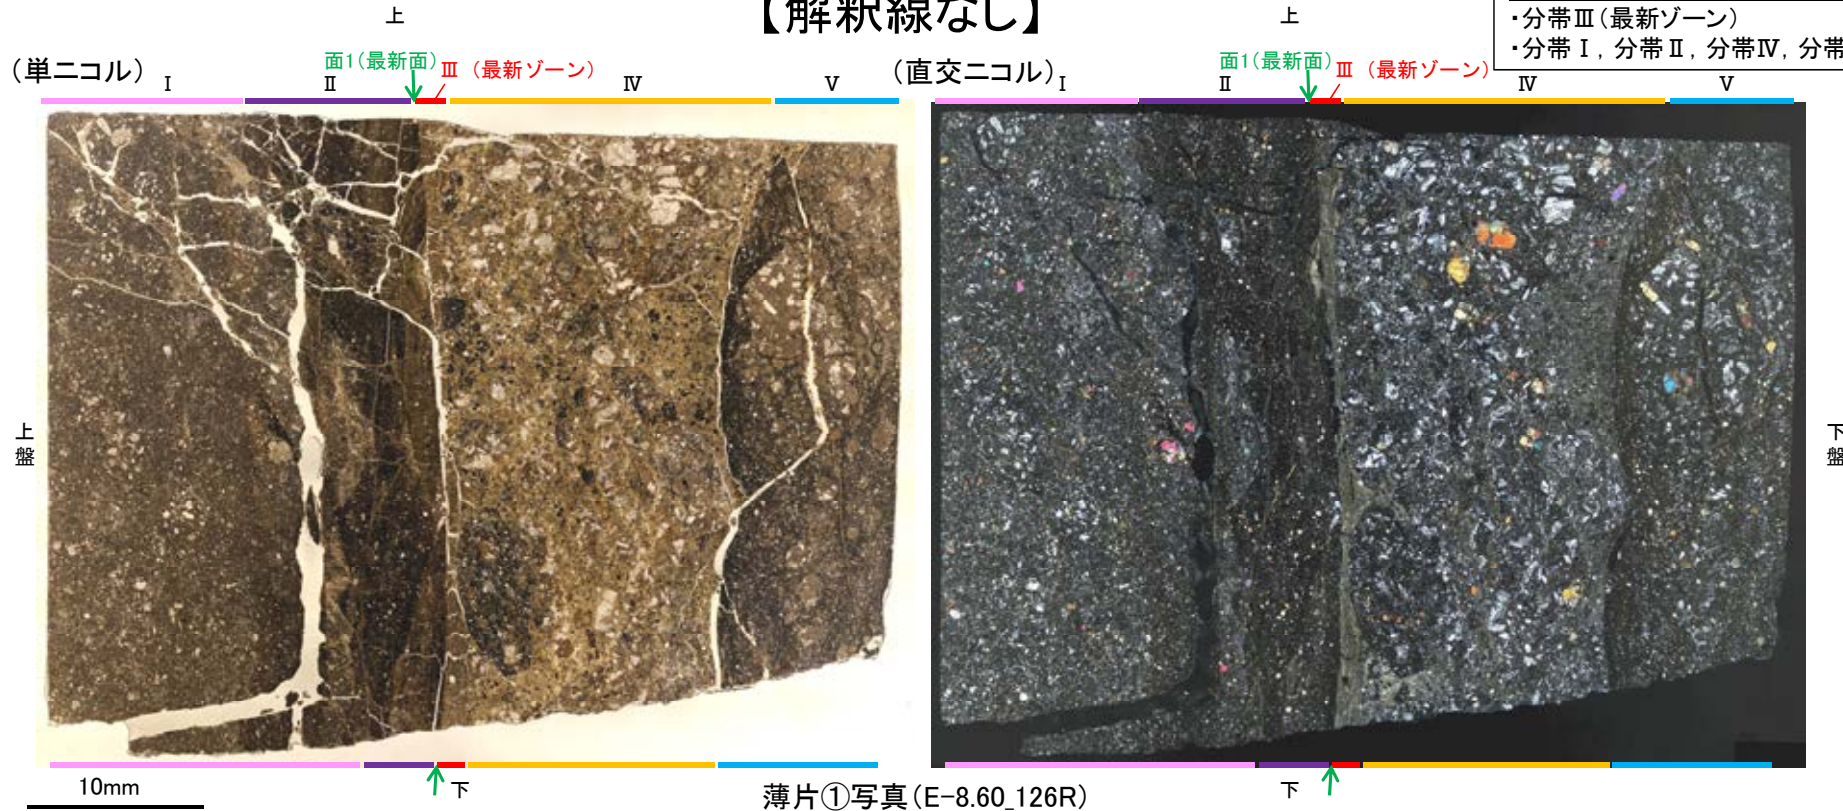 【解釈線なし】
・分帯Ⅲ(最新ゾーン)
・分帯Ⅰ, 分帯Ⅱ, 分帯Ⅳ, 分帯
上
上
(単ニコル)
Ⅰ
Ⅱ
面1(最新面)
Ⅲ (最新ゾーン)
Ⅳ
Ⅴ
(直交ニコル)
Ⅰ
Ⅱ
面1(最新面)
Ⅲ (最新ゾーン)
Ⅳ
Ⅴ
上盤
下盤
10mm
下
薄片①写真(E-8.60_126R)
下